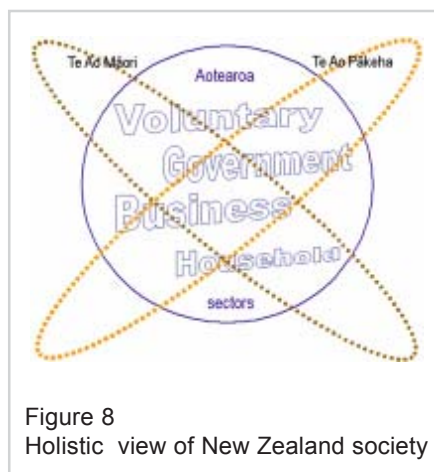 Te Ao Māori
Te Ao Pākeha
Aotearoa
Voluntary
Government
Business
Household
sectors
Figure 8
Holistic view of New Zealand society